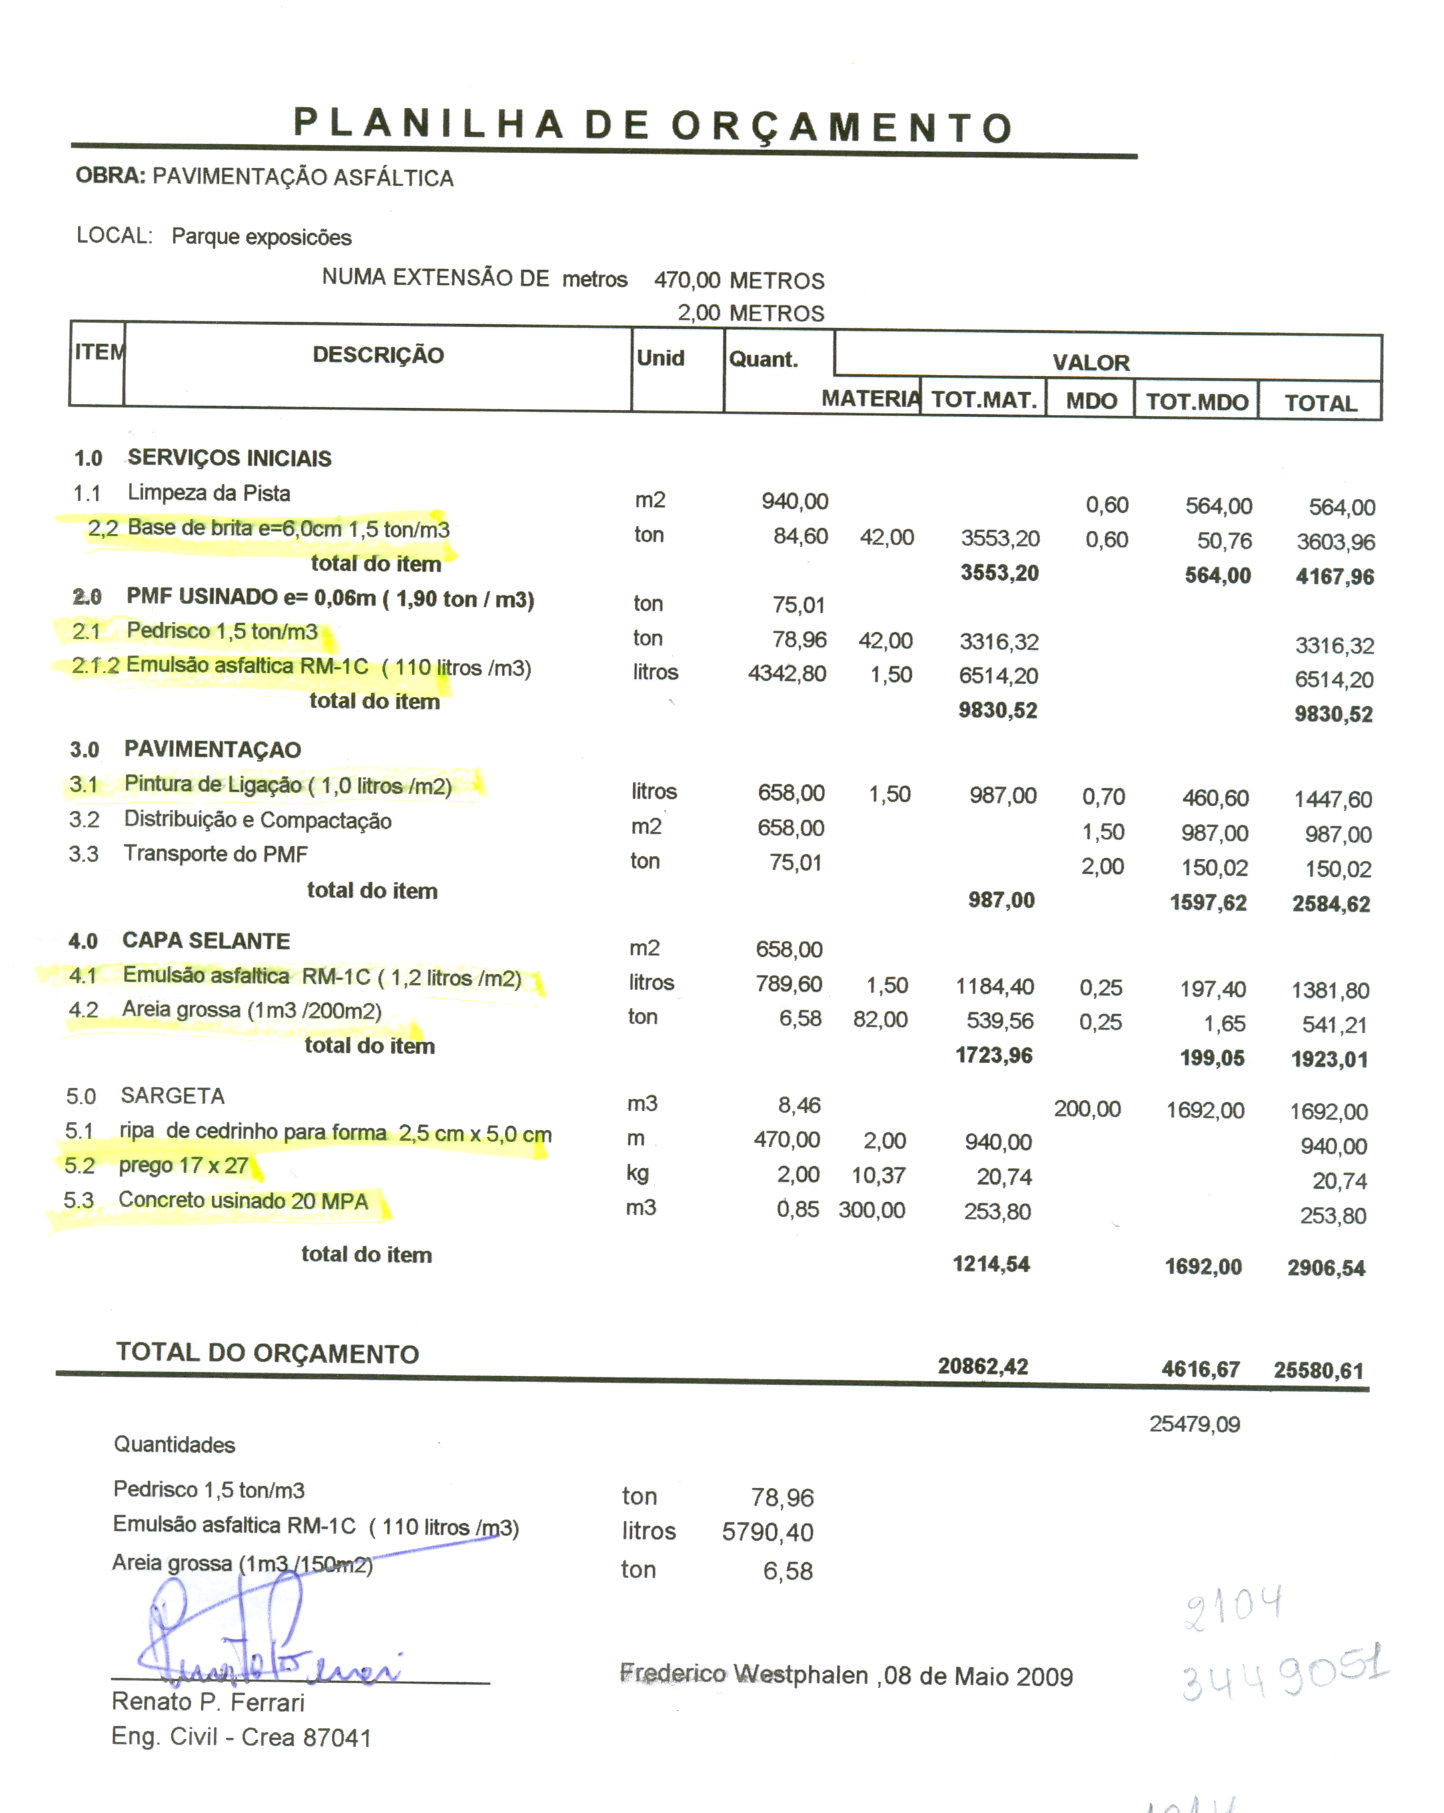 PLANILHA DE ORÇAMENTO
OBRA: PAVIMENTAÇÃO ASFÁLTICA
LOCAL: Parque exposicões
NUMA EXTENSÃO DE metros 470,00 METROS
2,00 METROS
ITEM DESCRIÇÃO Unid Quant. VALOR
MATERIA TOT.MAT. MDO TOT.MDO TOTAL
1.0 SERVIÇOS INICIAIS
1.1 Limpeza da Pista m2 940,00 0,60 564,00 564,00
2,2 Base de brita e=6,0cm 1,5 ton/m3 ton 84,60 42,00 3553,20 0,60 50,76 3603,96
total do item 3553,20 564,00 4167,96
2.0 PMF USINADO e= 0,06m ( 1,90 ton / m3) ton 75,01
2.1 Pedrisco 1,5 ton/m3 ton 78,96 42,00 3316,32 3316,32
2.1.2 Emulsão asfaltica RM-1C ( 110 litros /m3) litros 4342,80 1,50 6514,20 6514,20
total do item 9830,52 9830,52
3.0 PAVIMENTAÇAO
3.1 Pintura de Ligação ( 1,0 litros /m2) litros 658,00 1,50 987,00 0,70 460,60 1447,60
3.2 Distribuição e Compactação m2 658,00 1,50 987,00 987,00
3.3 Transporte do PMF ton 75,01 2,00 150,02 150,02
total do item 987,00 1597,62 2584,62
4.0 CAPA SELANTE m2 658,00
4.1 Emulsão asfaltica RM-1C ( 1,2 litros /m2) litros 789,60 1,50 1184,40 0,25 197,40 1381,80
4.2 Areia grossa (1m3 /200m2) ton 6,58 82,00 539,56 0,25 1,65 541,21
total do item 1723,96 199,05 1923,01
5.0 SARGETA m3 8,46 200,00 1692,00 1692,00
5.1 ripa de cedrinho para forma 2,5 cm x 5,0 cm m 470,00 2,00 940,00 940,00
5.2 prego 17 x 27 kg 2,00 10,37 20,74 20,74
5.3 Concreto usinado 20 MPA m3 0,85 300,00 253,80 253,80
total do item 1214,54 1692,00 2906,54
TOTAL DO ORÇAMENTO 20862,42 4616,67 25580,61
25479,09
Quantidades
Pedrisco 1,5 ton/m3 ton 78,96
Emulsão asfaltica RM-1C ( 110 litros /m3) litros 5790,40
Areia grossa (1m3 /150m2) ton 6,58
2104
Frederico Westphalen ,08 de Maio 2009
3449051
Renato P. Ferrari
Eng. Civil - Crea 87041